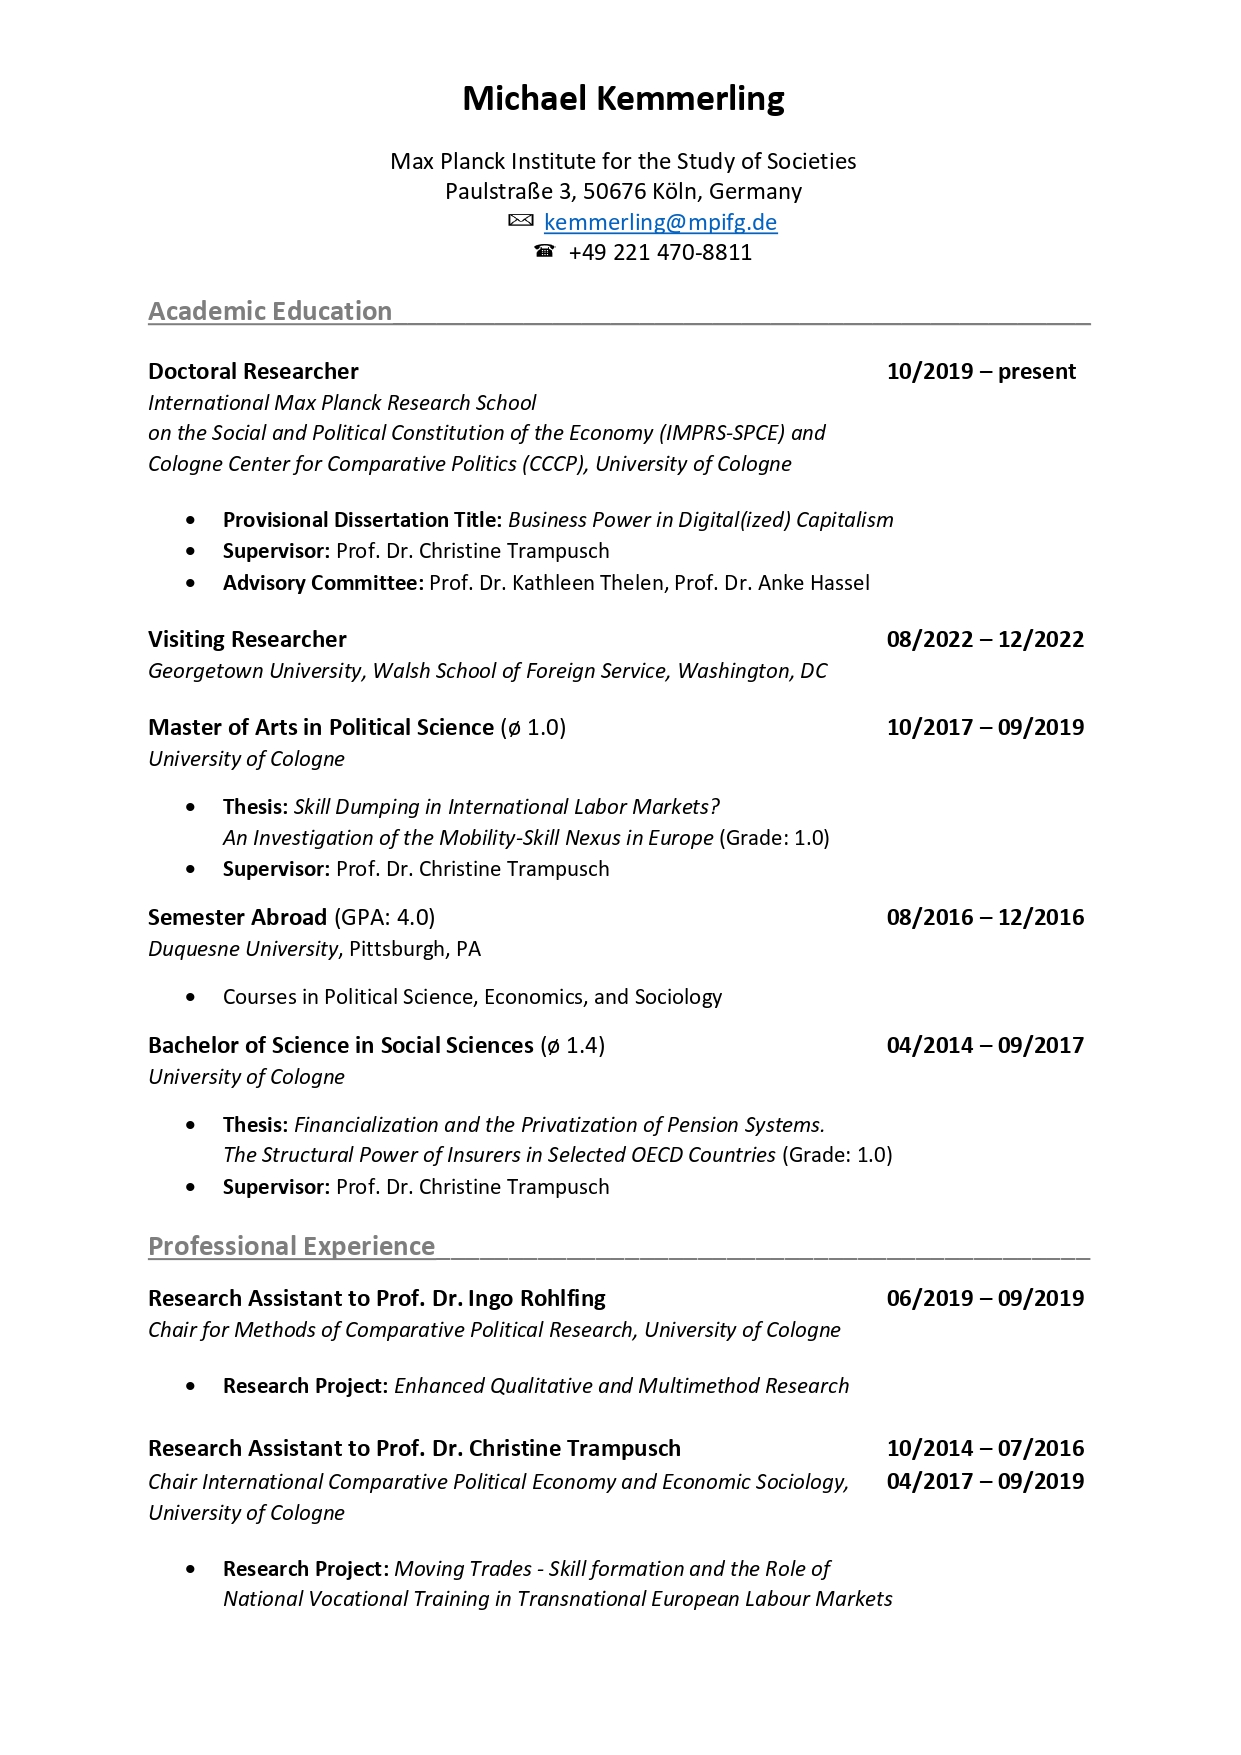 Michael Kemmerling
Max Planck Institute for the Study of Societies
Paulstraße 3, 50676 Köln, Germany
🖂 kemmerling@mpifg.de
🕿 +49 221 470-8811
Academic Education
Doctoral Researcher 10/2019 – present
International Max Planck Research School
on the Social and Political Constitution of the Economy (IMPRS-SPCE) and
Cologne Center for Comparative Politics (CCCP), University of Cologne
• Provisional Dissertation Title: Business Power in Digital(ized) Capitalism
• Supervisor: Prof. Dr. Christine Trampusch
• Advisory Committee: Prof. Dr. Kathleen Thelen, Prof. Dr. Anke Hassel
Visiting Researcher 08/2022 – 12/2022
Georgetown University, Walsh School of Foreign Service, Washington, DC
Master of Arts in Political Science (ø 1.0) 10/2017 – 09/2019
University of Cologne
• Thesis: Skill Dumping in International Labor Markets?
An Investigation of the Mobility-Skill Nexus in Europe (Grade: 1.0)
• Supervisor: Prof. Dr. Christine Trampusch
Semester Abroad (GPA: 4.0) 08/2016 – 12/2016
Duquesne University, Pittsburgh, PA
• Courses in Political Science, Economics, and Sociology
Bachelor of Science in Social Sciences (ø 1.4) 04/2014 – 09/2017
University of Cologne
• Thesis: Financialization and the Privatization of Pension Systems.
The Structural Power of Insurers in Selected OECD Countries (Grade: 1.0)
• Supervisor: Prof. Dr. Christine Trampusch
Professional Experience
Research Assistant to Prof. Dr. Ingo Rohlfing 06/2019 – 09/2019
Chair for Methods of Comparative Political Research, University of Cologne
• Research Project: Enhanced Qualitative and Multimethod Research
Research Assistant to Prof. Dr. Christine Trampusch 10/2014 – 07/2016
Chair International Comparative Political Economy and Economic Sociology, 04/2017 – 09/2019
University of Cologne
• Research Project: Moving Trades - Skill formation and the Role of
National Vocational Training in Transnational European Labour Markets